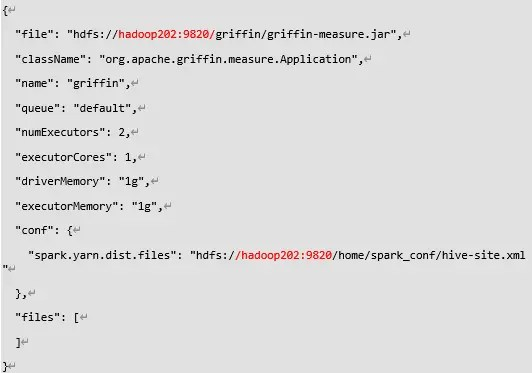 {
"file": "hdfs://hadoop202:9820/griffin/griffin-measure.jar",
"className": "org.apache.griffin.measure.Application",
"name": "griffin",
"queue": "default",
"numExecutors": 2,
"executorCores": 1,
"driverMemory": "1g",
"executorMemory": "1g",
"conf": {
"spark.yarn.dist.files": "hdfs://hadoop202:9820/home/spark_conf/hive-site.xml
"
},
"files": [
]
}